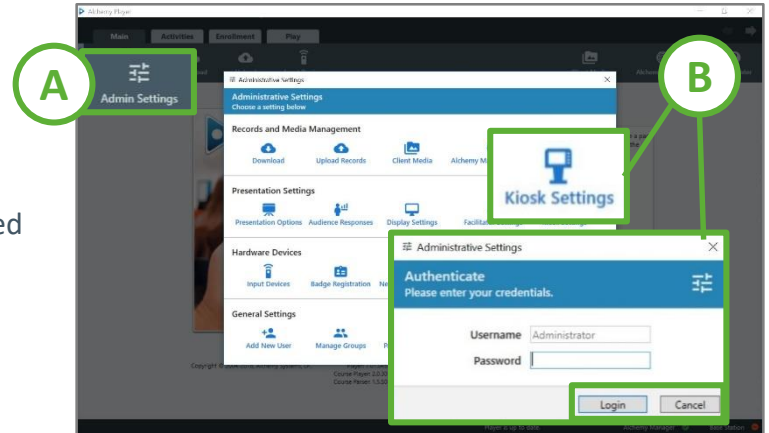 Alchemy Player
Main Activities Enrollment Play
A
Admin Settings
B
Administrative Settings
Administrative Settings
Choose a setting below
Records and Media Management
Download Upload Records Client Media
Kiosk Settings
Presentation Settings
Presentation Options Audience Responses Display Settings
ed
Hardware Devices
Input Devices Badge Registration
General Settings
Add New User Manage Groups
Administrative Settings
Authenticate
Please enter your credentials.
Username Administrator
Password
Login Cancel
Player is up to date. Alchemy Manager